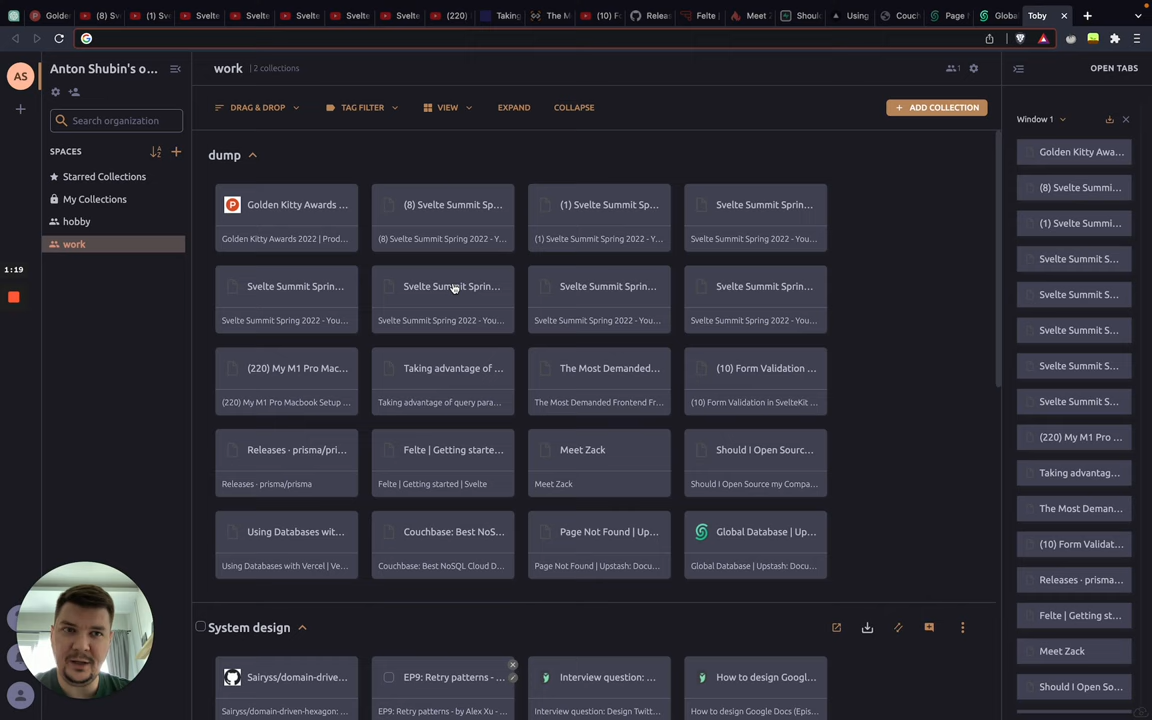 Golde
(8) Sv
(1) Sve
Svelte
Svelte
Svelte
Svelte
Svelte
(220)
Taking
The M
(10) F
Releas
Felte |
Meet Z
Shoul
Using
Couch
Page N
Global
Toby
AS
Anton Shubin's o...
work | 2 collections
1
OPEN TABS
Search organization
DRAG & DROP
TAG FILTER
VIEW
EXPAND
COLLAPSE
+ ADD COLLECTION
Window 1
SPACES
Starred Collections
My Collections
hobby
work
1:19
dump
Golden Kitty Awards ...
(8) Svelte Summit Sp...
(1) Svelte Summit Sp...
Svelte Summit Sprin...
Golden Kitty Awards 2022 | Prod...
(8) Svelte Summit Spring 2022 - Y...
(1) Svelte Summit Spring 2022 - Y...
Svelte Summit Spring 2022 - You...
Svelte Summit Sprin...
Svelte Summit Sprin...
Svelte Summit Sprin...
Svelte Summit Sprin...
Svelte Summit Spring 2022 - You...
Svelte Summit Spring 2022 - You...
Svelte Summit Spring 2022 - You...
Svelte Summit Spring 2022 - You...
(220) My M1 Pro Mac...
Taking advantage of ...
The Most Demanded...
(10) Form Validation ...
(220) My M1 Pro Macbook Setup ...
Taking advantage of query para...
The Most Demanded Frontend Fr...
(10) Form Validation in SvelteKit ...
Releases · prisma/pri...
Felte | Getting starte...
Meet Zack
Should I Open Sourc...
Releases · prisma/prisma
Felte | Getting started | Svelte
Meet Zack
Should I Open Source my Compa...
Using Databases wit...
Couchbase: Best NoS...
Page Not Found | Up...
Global Database | Up...
Using Databases with Vercel | Ve...
Couchbase: Best NoSQL Cloud D...
Page Not Found | Upstash: Docu...
Global Database | Upstash: Docu...
System design
Sairyss/domain-drive...
EP9: Retry patterns - ...
Interview question: ...
How to design Googl...
Sairyss/domain-driven-hexagon: ...
EP9: Retry patterns - by Alex Xu - ...
Interview question: Design Twitt...
How to design Google Docs (Epis...
Golden Kitty Awa...
(8) Svelte Summi...
(1) Svelte Summi...
Svelte Summit S...
Svelte Summit S...
Svelte Summit S...
Svelte Summit S...
Svelte Summit S...
(220) My M1 Pro ...
Taking advantag...
The Most Deman...
(10) Form Validat...
Releases · prisma...
Felte | Getting st...
Meet Zack
Should I Open So...